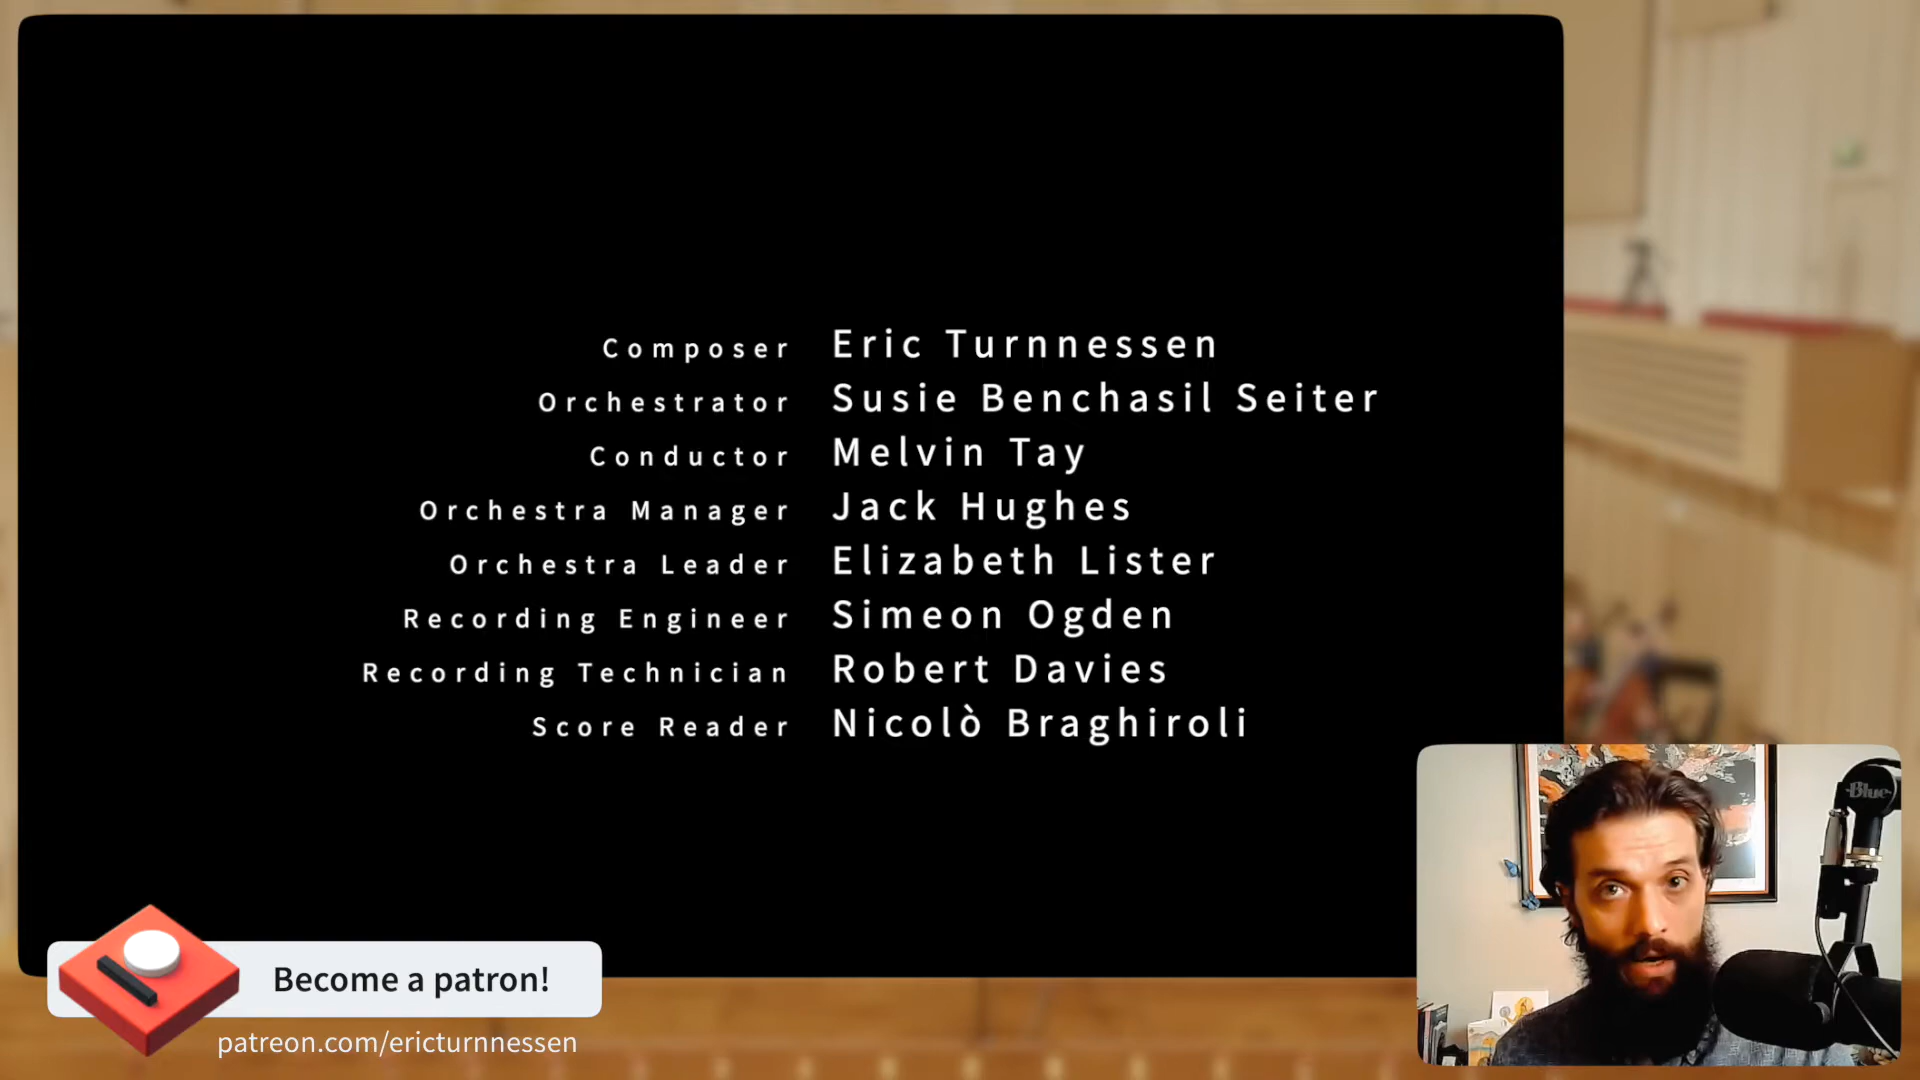 Composer Eric Turnnessen
Orchestrator Susie Benchasil Seiter
Conductor Melvin Tay
Orchestra Manager Jack Hughes
Orchestra Leader Elizabeth Lister
Recording Engineer Simeon Ogden
Recording Technician Robert Davies
Score Reader Nicolò Braghiroli
Blue
Become a patron!
patreon.com/ericturnnessen